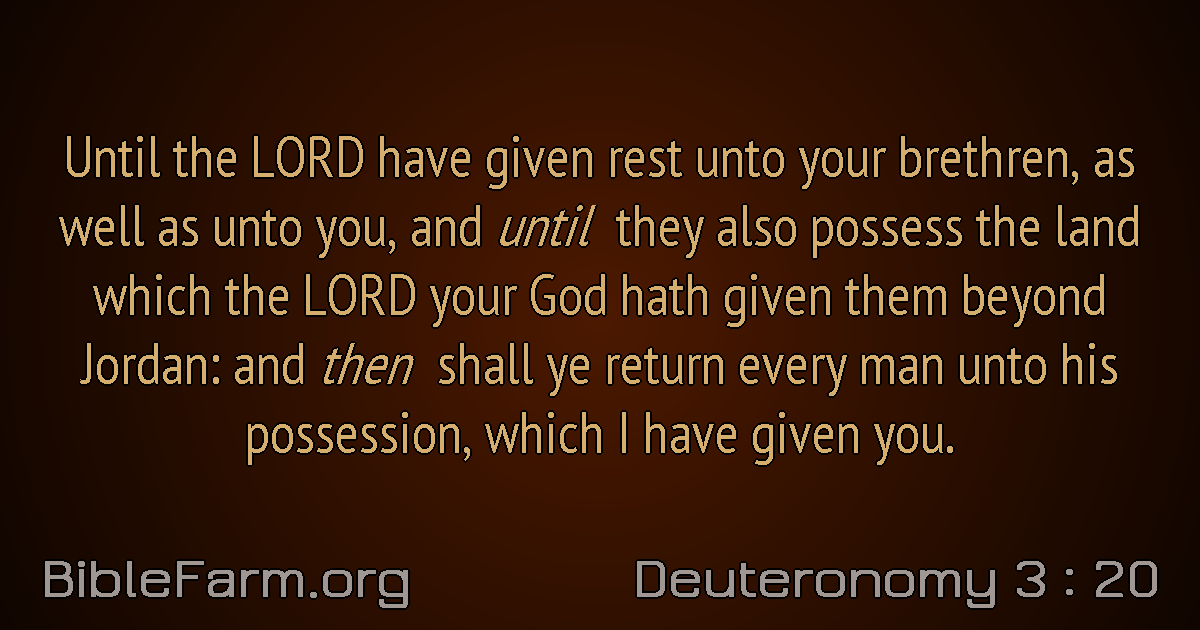 Until the LORD have given rest unto your brethren, as
well as unto you, and until they also possess the land
which the LORD your God hath given them beyond
Jordan: and then shall ye return every man unto his
possession, which I have given you.
BibleFarm.org
Deuteronomy 3 : 20